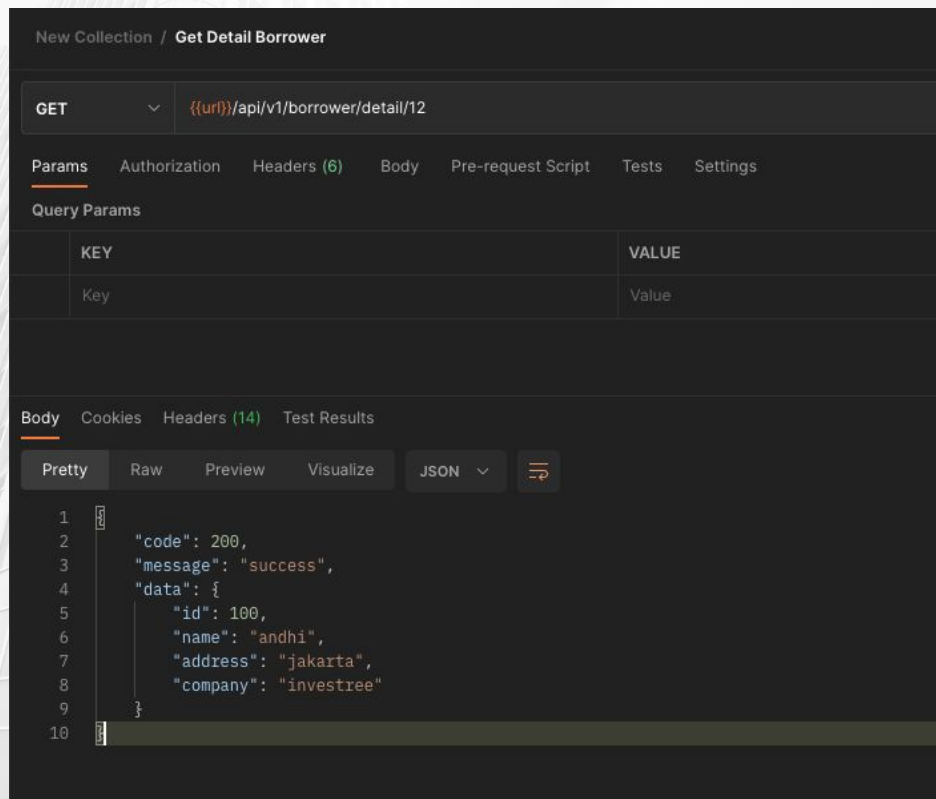 New Collection / Get Detail Borrower
GET {{url}}/api/v1/borrower/detail/12
Params Authorization Headers (6) Body Pre-request Script Tests Settings
Query Params
KEY VALUE
Key Value
Body Cookies Headers (14) Test Results
Pretty Raw Preview Visualize JSON
1 {
2 "code": 200,
3 "message": "success",
4 "data": {
5 "id": 100,
6 "name": "andhi",
7 "address": "jakarta",
8 "company": "investree"
9 }
10 }